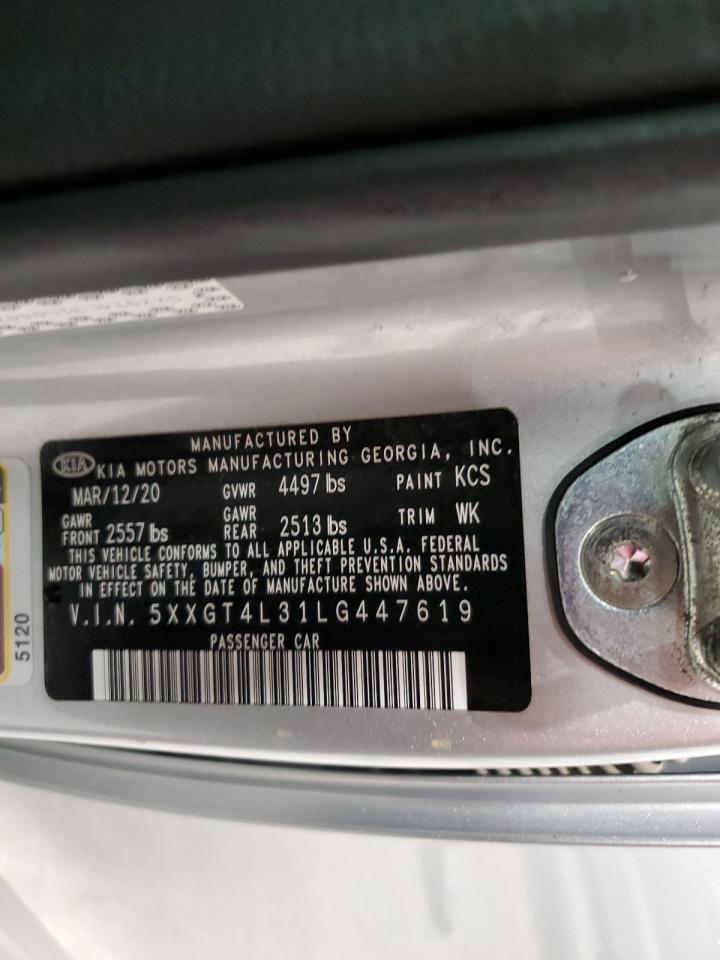 MANUFACTURED BY
KIA KIA MOTORS MANUFACTURING GEORGIA, INC.
MAR/12/20 GVWR 4497 lbs PAINT KCS
GAWR FRONT 2557 lbs GAWR REAR 2513 lbs TRIM WK
THIS VEHICLE CONFORMS TO ALL APPLICABLE U.S.A. FEDERAL
MOTOR VEHICLE SAFETY, BUMPER, AND THEFT PREVENTION STANDARDS
IN EFFECT ON THE DATE OF MANUFACTURE SHOWN ABOVE.
V.I.N. 5XXGT4L31LG447619
PASSENGER CAR
5120